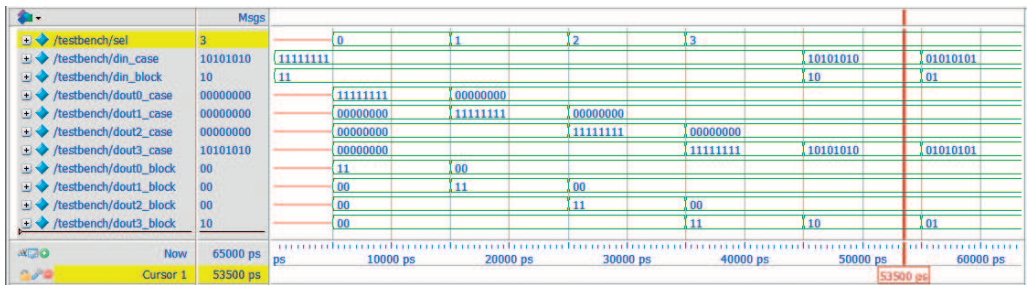 Msgs
/testbench/sel 3 0 1 2 3
/testbench/din_case 10101010 11111111 10101010 01010101
/testbench/din_block 10 11 10 01
/testbench/dout0_case 00000000 11111111 00000000
/testbench/dout1_case 00000000 00000000 11111111 00000000
/testbench/dout2_case 00000000 00000000 11111111 00000000
/testbench/dout3_case 10101010 00000000 11111111 10101010 01010101
/testbench/dout0_block 00 11 00
/testbench/dout1_block 00 00 11 00
/testbench/dout2_block 00 00 11 00
/testbench/dout3_block 10 00 11 10 01
Now 65000 ps ps 10000 ps 20000 ps 30000 ps 40000 ps 50000 ps 60000 ps
Cursor 1 53500 ps 53500 ps